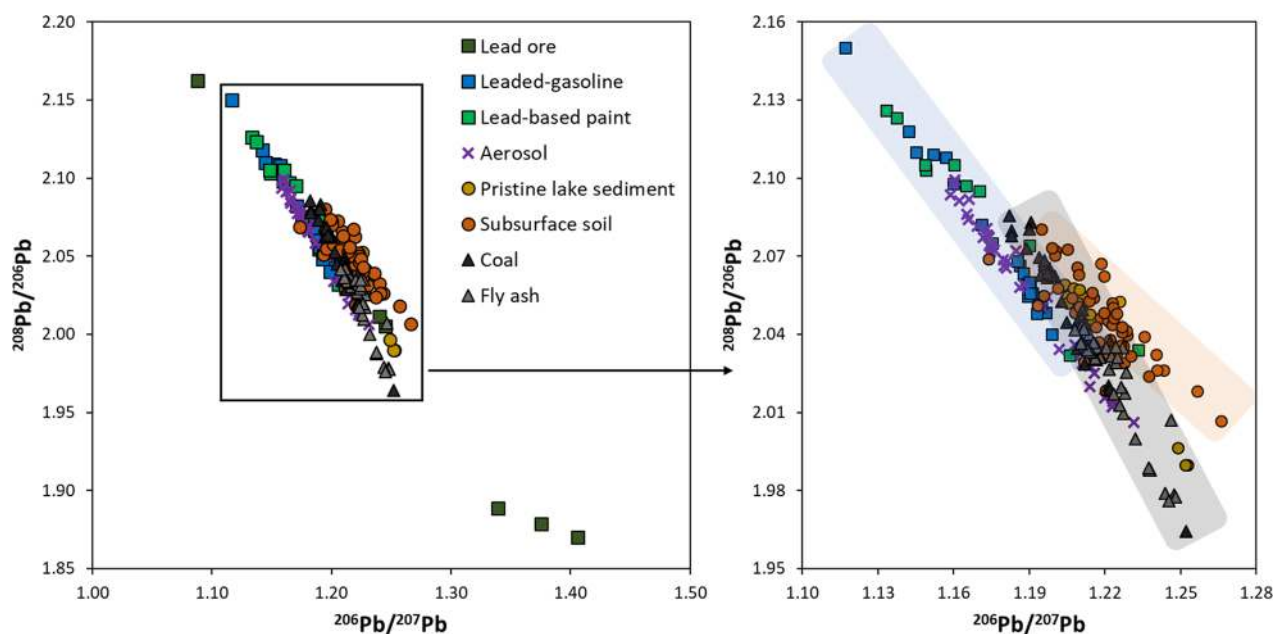 2.20
2.15
2.10
2.05
2.00
1.95
1.90
1.85
²⁰⁸Pb/²⁰⁶Pb
1.00 1.10 1.20 1.30 1.40 1.50
²⁰⁶Pb/²⁰⁷Pb
Lead ore
Leaded-gasoline
Lead-based paint
Aerosol
Pristine lake sediment
Subsurface soil
Coal
Fly ash
2.16
2.13
2.10
2.07
2.04
2.01
1.98
1.95
²⁰⁸Pb/²⁰⁶Pb
1.10 1.13 1.16 1.19 1.22 1.25 1.28
²⁰⁶Pb/²⁰⁷Pb